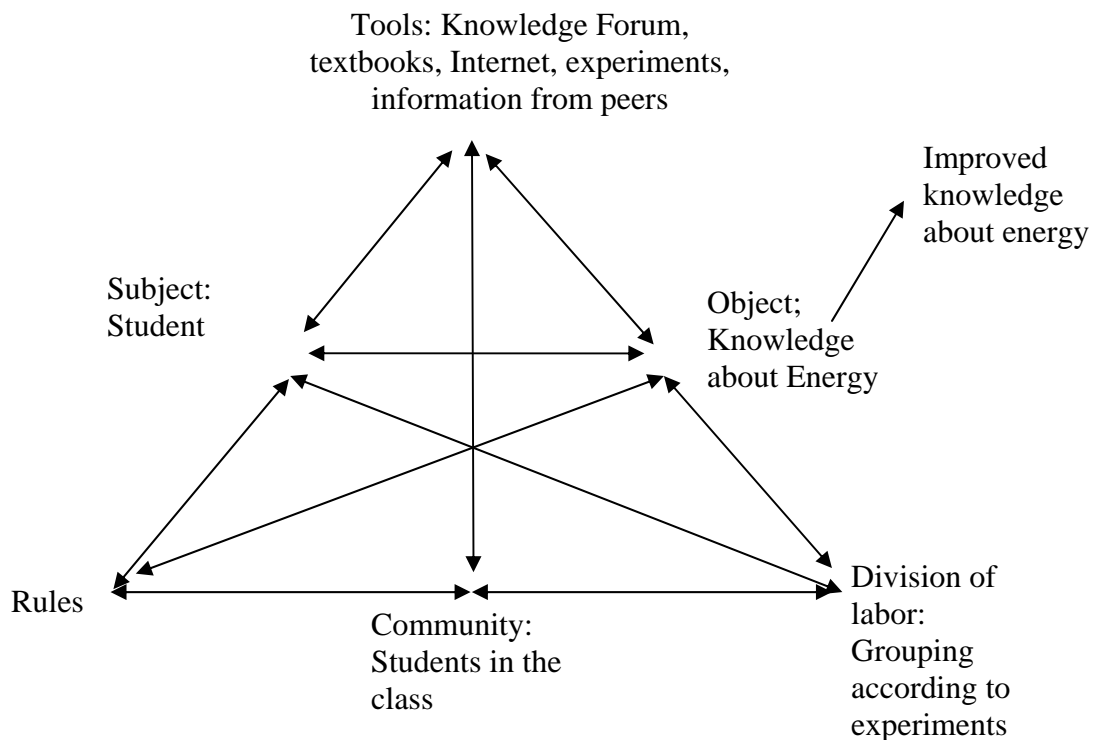 Tools: Knowledge Forum,
textbooks, Internet, experiments,
information from peers
Improved
knowledge
about energy
Subject:
Student
Object;
Knowledge
about Energy
Rules
Community:
Students in the
class
Division of
labor:
Grouping
according to
experiments